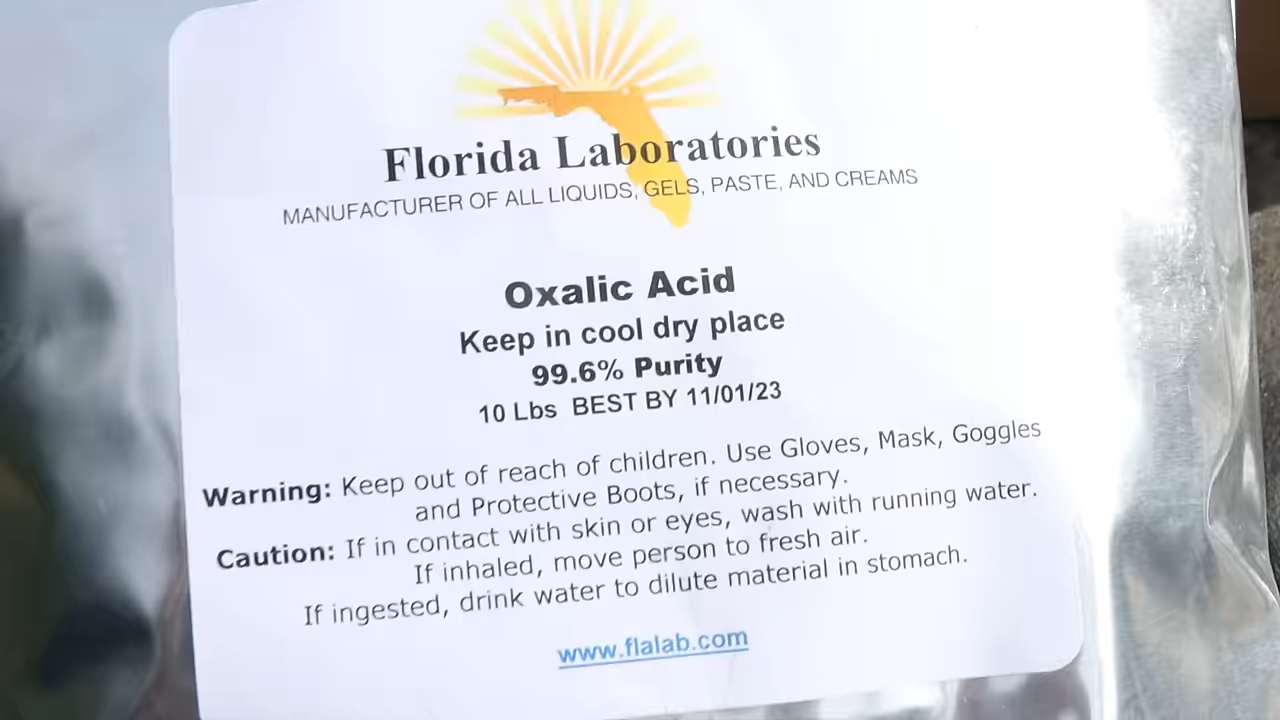 Florida Laboratories
MANUFACTURER OF ALL LIQUIDS, GELS, PASTE, AND CREAMS
Oxalic Acid
Keep in cool dry place
99.6% Purity
10 Lbs BEST BY 11/01/23
Warning: Keep out of reach of children. Use Gloves, Mask, Goggles
and Protective Boots, if necessary.
Caution: If in contact with skin or eyes, wash with running water.
If inhaled, move person to fresh air.
If ingested, drink water to dilute material in stomach.
www.flalab.com